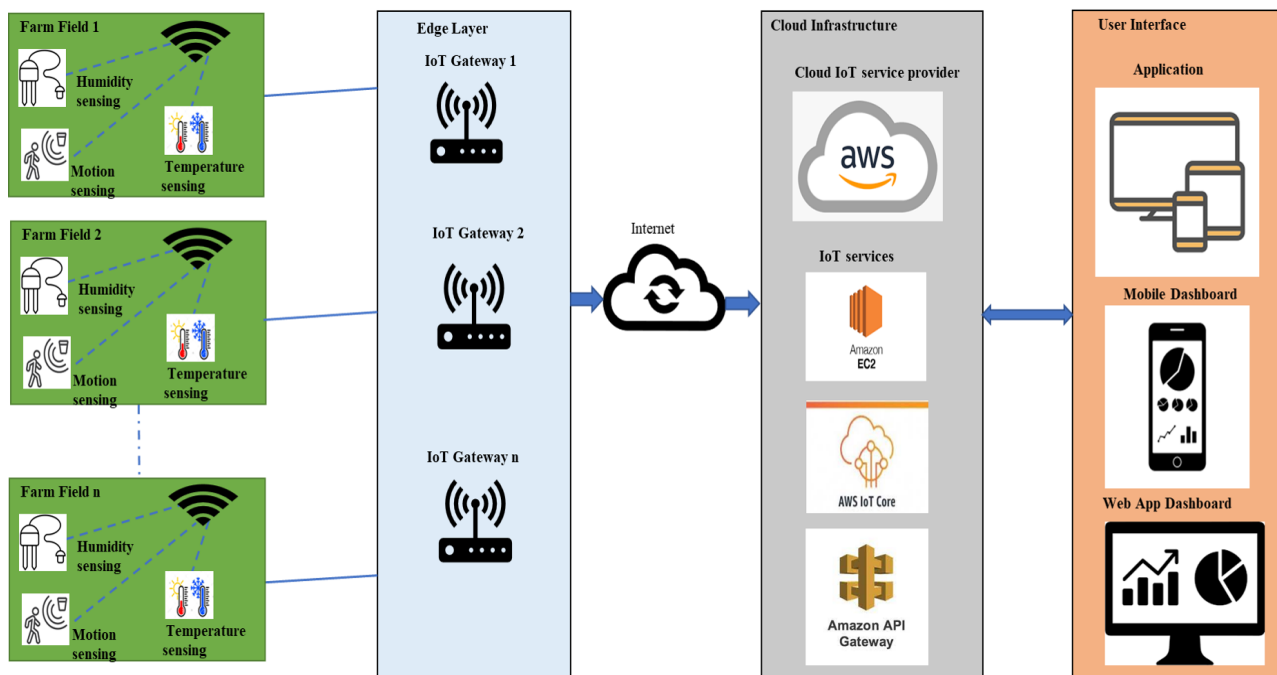 Farm Field 1
Humidity
sensing
Motion
sensing
Temperature
sensing
Farm Field 2
Humidity
sensing
Motion
sensing
Temperature
sensing
Farm Field n
Humidity
sensing
Motion
sensing
Temperature
sensing
Edge Layer
IoT Gateway 1
IoT Gateway 2
IoT Gateway n
Internet
Cloud Infrastructure
Cloud IoT service provider
aws
IoT services
Amazon
EC2
AWS IoT Core
Amazon API
Gateway
User Interface
Application
Mobile Dashboard
Web App Dashboard